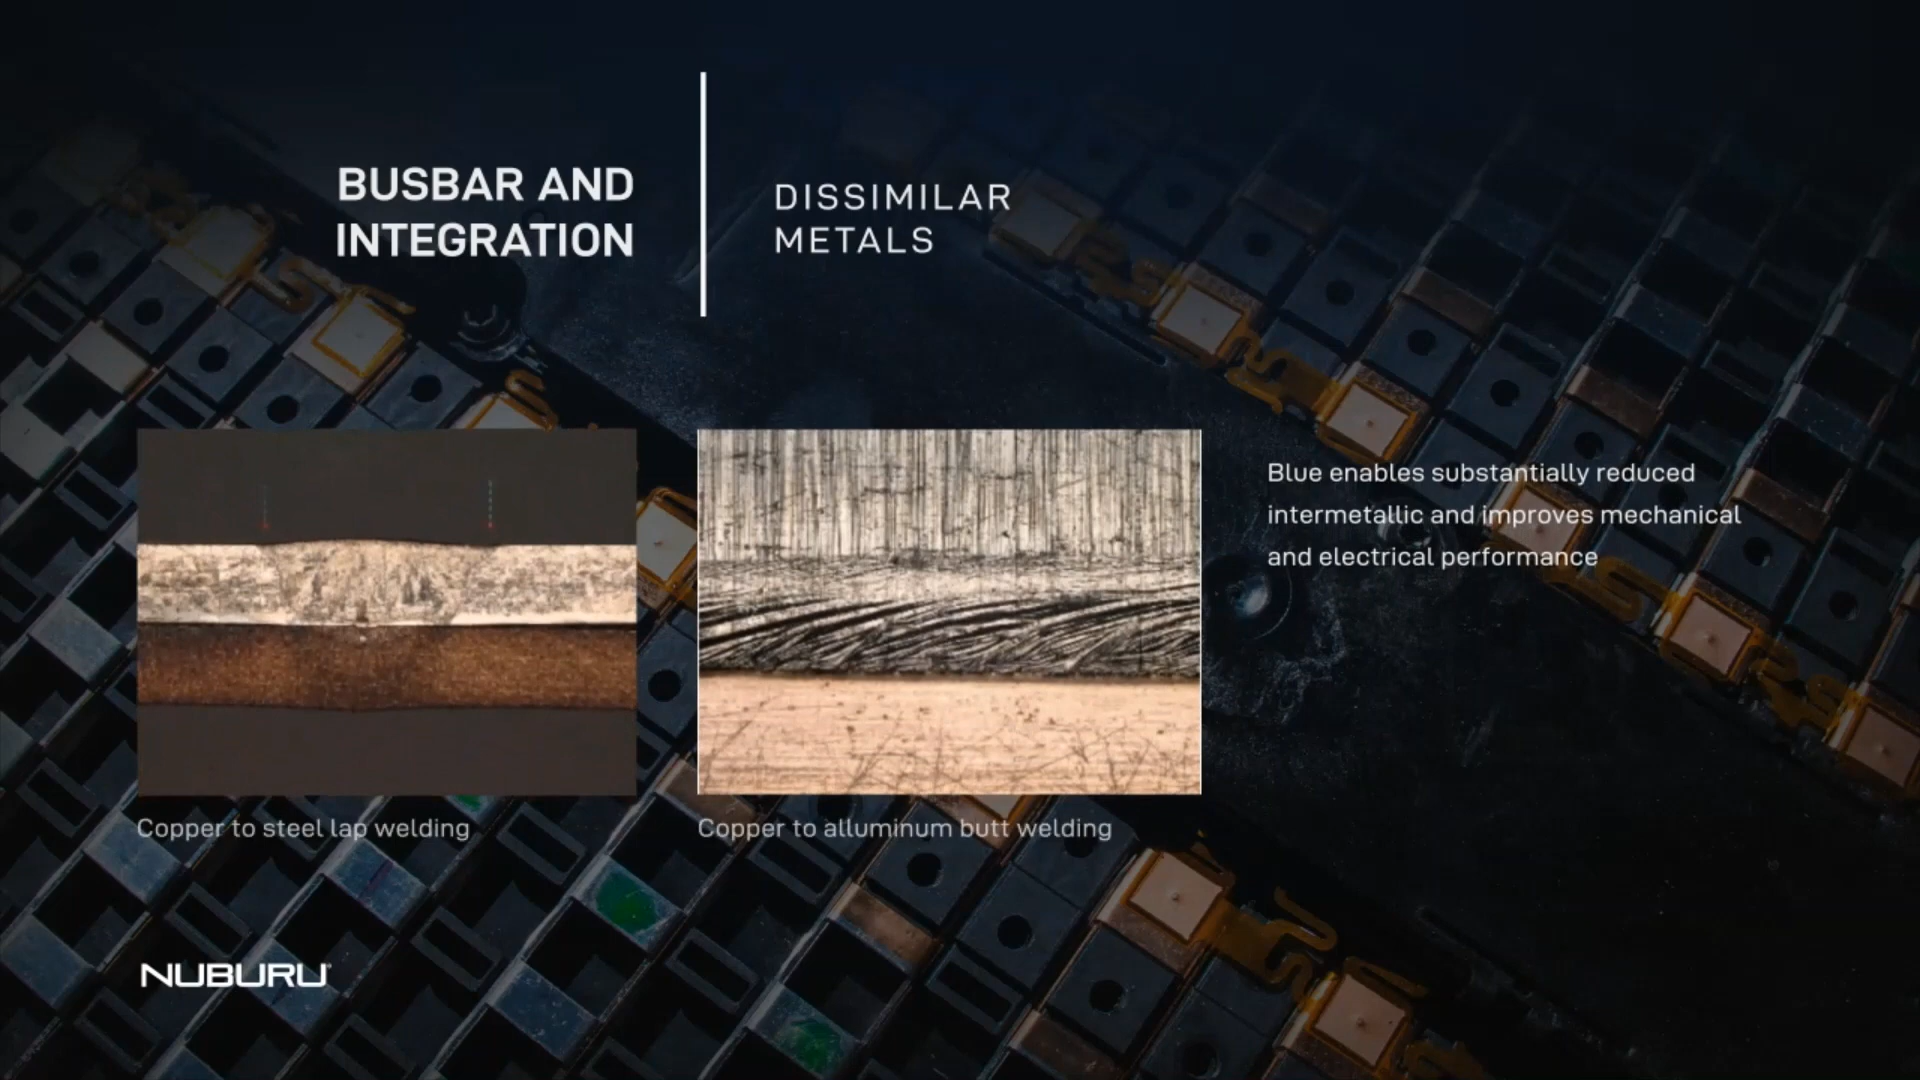 BUSBAR AND
INTEGRATION
DISSIMILAR
METALS
Blue enables substantially reduced
intermetallic and improves mechanical
and electrical performance
Copper to steel lap welding
Copper to alluminum butt welding
NUBURU